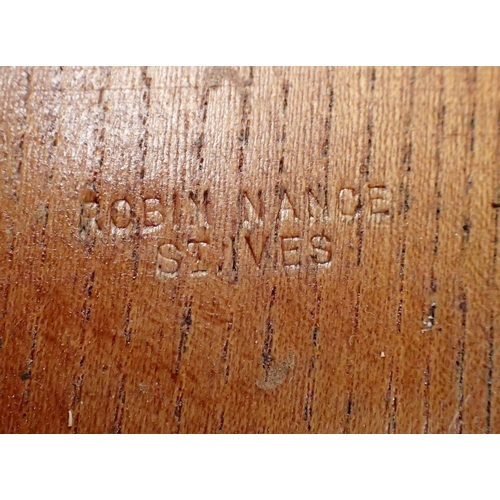 ROBIN NANCE
ST. IVES